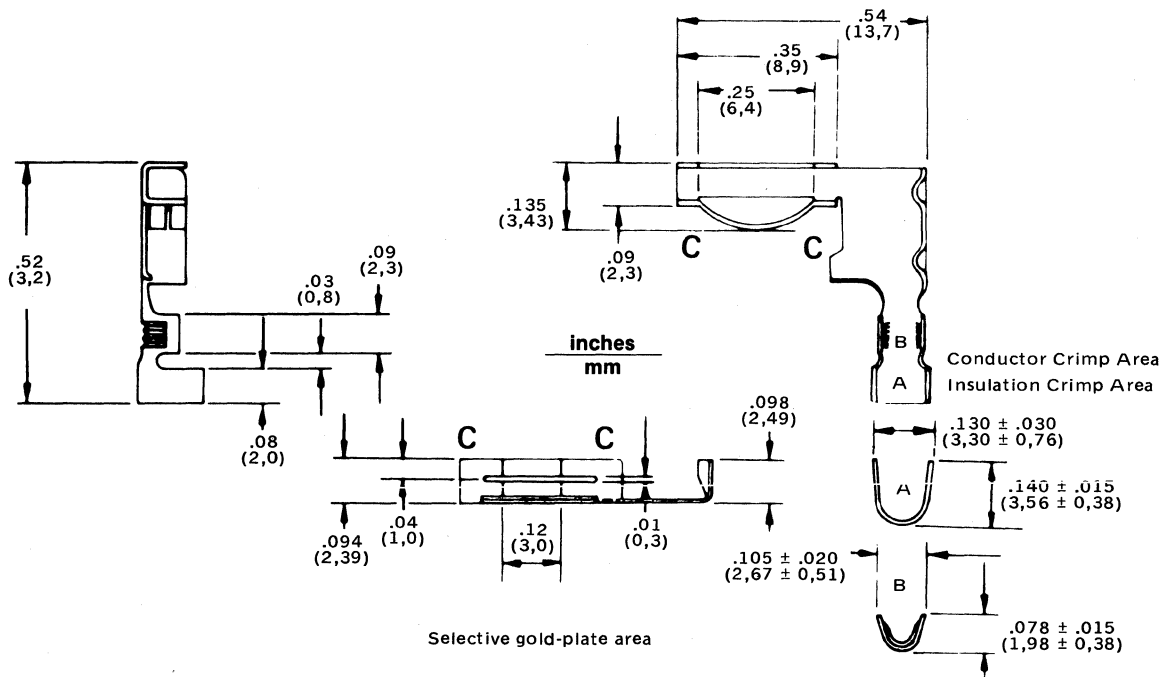 .54
(13,7)
.35
(8,9)
.25
(6,4)
.135
(3,43)
.09
(2,3)
C C
.52
(3,2)
.09
(2,3)
.03
(0,8)
.08
(2,0)
inches
mm
B
A
Conductor Crimp Area
Insulation Crimp Area
.098
(2,49)
C C
.094
(2,39)
.04
(1,0)
.12
(3,0)
.01
(0,3)
.130 ± .030
(3,30 ± 0,76)
A
.140 ± .015
(3,56 ± 0,38)
.105 ± .020
(2,67 ± 0,51)
B
.078 ± .015
(1,98 ± 0,38)
Selective gold-plate area